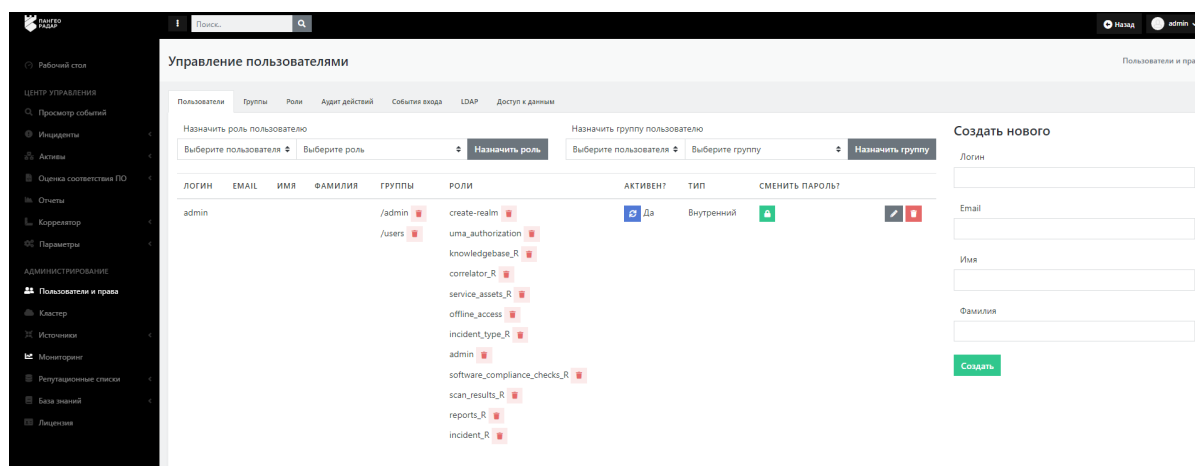 ПАНГЕО
РАДАР
Поиск..
Назад
admin
Рабочий стол
Управление пользователями
Пользователи и пра
ЦЕНТР УПРАВЛЕНИЯ
Просмотр событий
Инциденты
Активы
Оценка соответствия ПО
Отчеты
Коррелятор
Параметры
АДМИНИСТРИРОВАНИЕ
Пользователи и права
Кластер
Источники
Мониторинг
Репутационные списки
База знаний
Лицензия
Пользователи Группы Роли Аудит действий События входа LDAP Доступ к данным
Назначить роль пользователю
Выберите пользователя Выберите роль Назначить роль
Назначить группу пользователю
Выберите пользователя Выберите группу Назначить группу
ЛОГИН EMAIL ИМЯ ФАМИЛИЯ ГРУППЫ РОЛИ АКТИВЕН? ТИП СМЕНИТЬ ПАРОЛЬ?
admin /admin create-realm Да Внутренний
/users uma_authorization
knowledgebase_R
correlator_R
service_assets_R
offline_access
incident_type_R
admin
software_compliance_checks_R
scan_results_R
reports_R
incident_R
Создать нового
Логин
Email
Имя
Фамилия
Создать